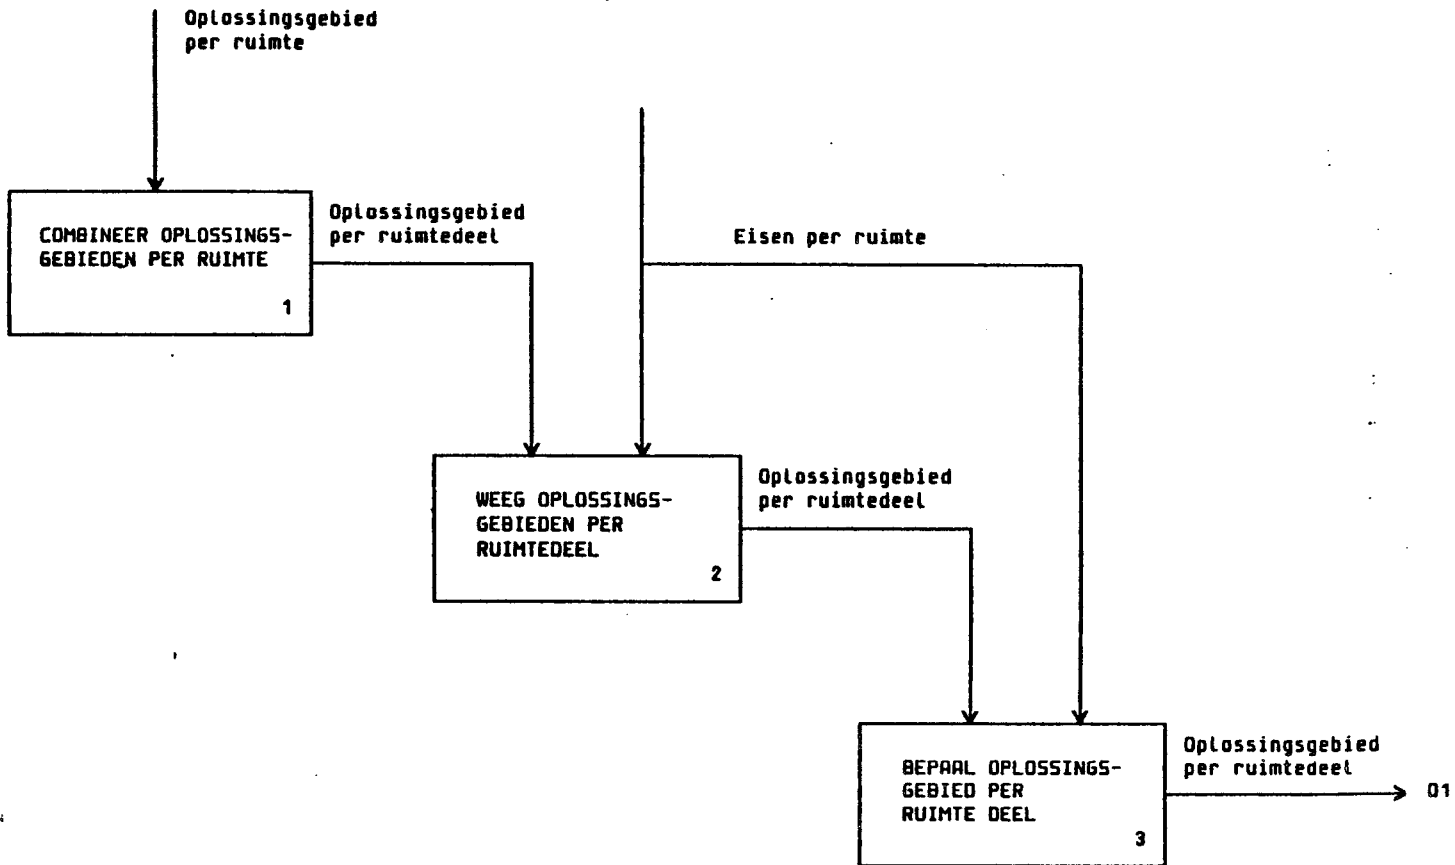 Oplossingsgebied
per ruimte
Oplossingsgebied
per ruimtedeel
Eisen per ruimte
COMBINEER OPLOSSINGS-
GEBIEDEN PER RUIMTE
1
Oplossingsgebied
per ruimtedeel
WEEG OPLOSSINGS-
GEBIEDEN PER
RUIMTEDEEL
2
Oplossingsgebied
per ruimtedeel
BEPAAL OPLOSSINGS-
GEBIED PER
RUIMTE DEEL
3
O1